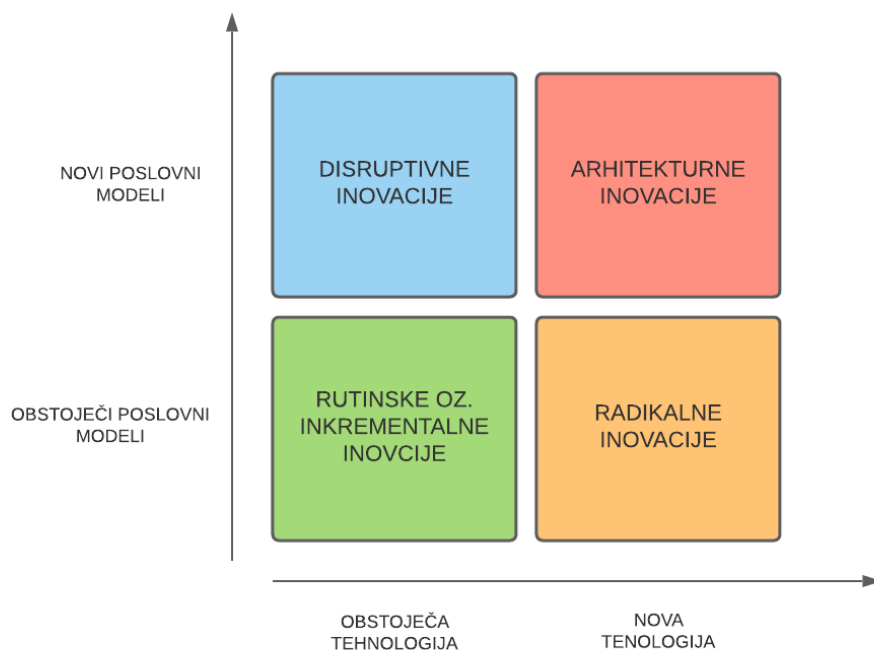 NOVI POSLOVNI
MODELI
DISRUPTIVNE
INOVACIJE
ARHITEKTURNE
INOVACIJE
OBSTOJEČI POSLOVNI
MODELI
RUTINSKE OZ.
INKREMENTALNE
INOVCIJE
RADIKALNE
INOVACIJE
OBSTOJEČA
TEHNOLOGIJA
NOVA
TENOLOGIJA